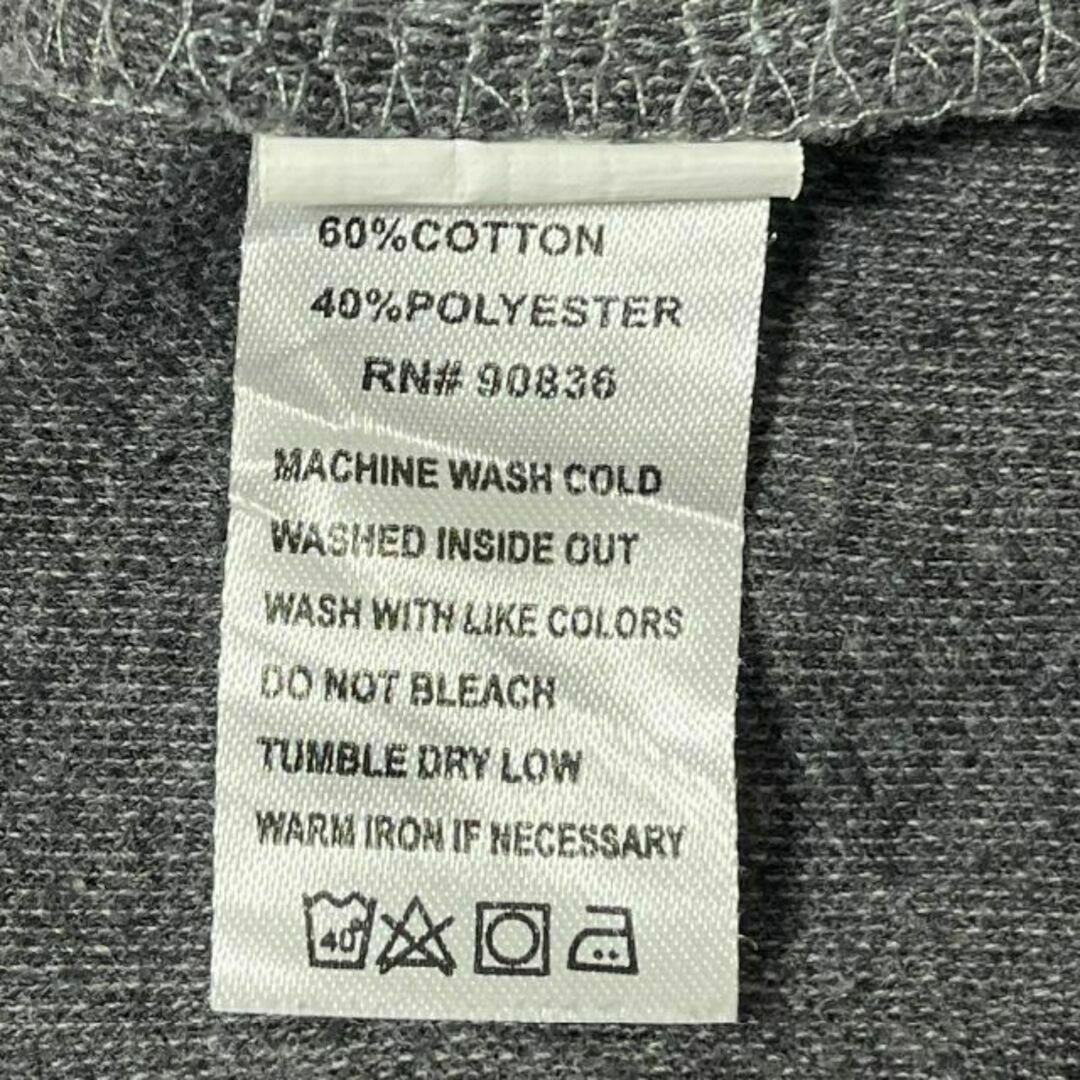 60%COTTON
40%POLYESTER
RN# 90836
MACHINE WASH COLD
WASHED INSIDE OUT
WASH WITH LIKE COLORS
DO NOT BLEACH
TUMBLE DRY LOW
WARM IRON IF NECESSARY
40°